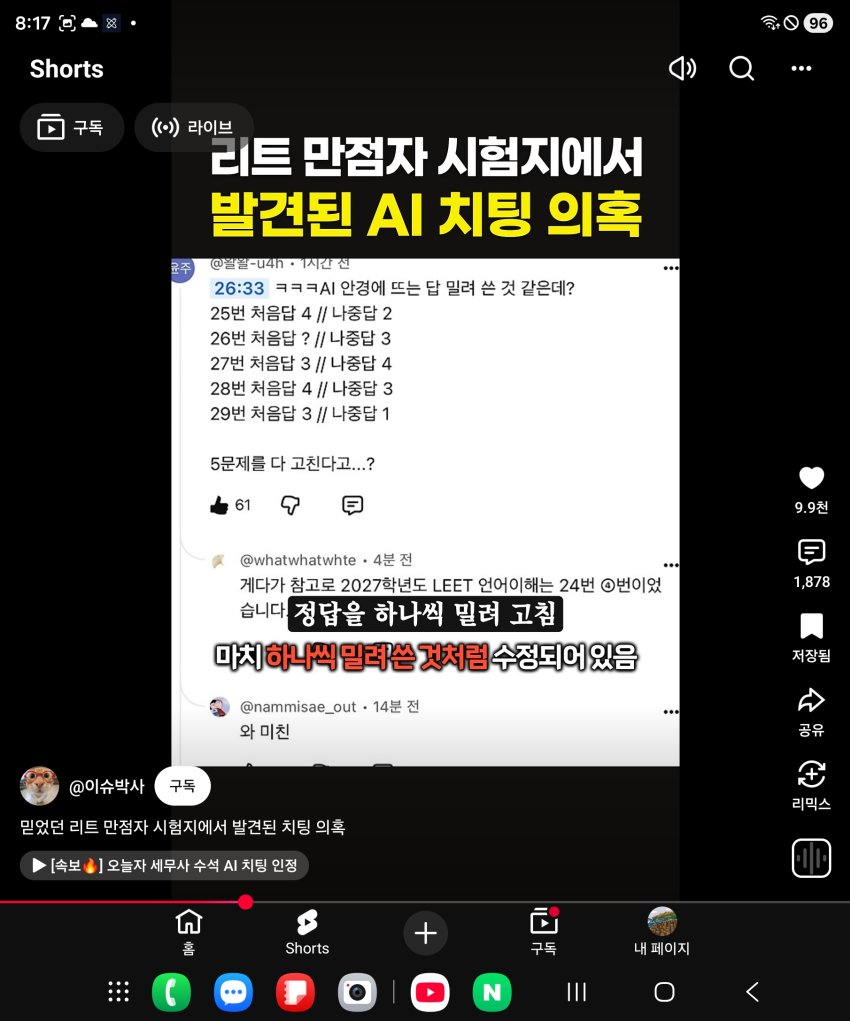 8:17
96
Shorts
구독
라이브
리트 만점자 시험지에서
발견된 AI 치팅 의혹
윤주
@왈왈-u4h • 1시간 전
26:33 ㅋㅋㅋAI 안경에 뜨는 답 밀려 쓴 것 같은데?
25번 처음답 4 // 나중답 2
26번 처음답 ? // 나중답 3
27번 처음답 3 // 나중답 4
28번 처음답 4 // 나중답 3
29번 처음답 3 // 나중답 1
5문제를 다 고친다고...?
61
@whatwhatwhte • 4분 전
게다가 참고로 2027학년도 LEET 언어이해는 24번 ④번이었
습니다.
정답을 하나씩 밀려 고침
마치 하나씩 밀려 쓴 것처럼 수정되어 있음
@nammisae_out • 14분 전
와 미친
9.9천
1,878
저장됨
공유
리믹스
@이슈박사
구독
믿었던 리트 만점자 시험지에서 발견된 치팅 의혹
▶ [속보🔥] 오늘자 세무사 수석 AI 치팅 인정
홈
Shorts
구독
내 페이지
N